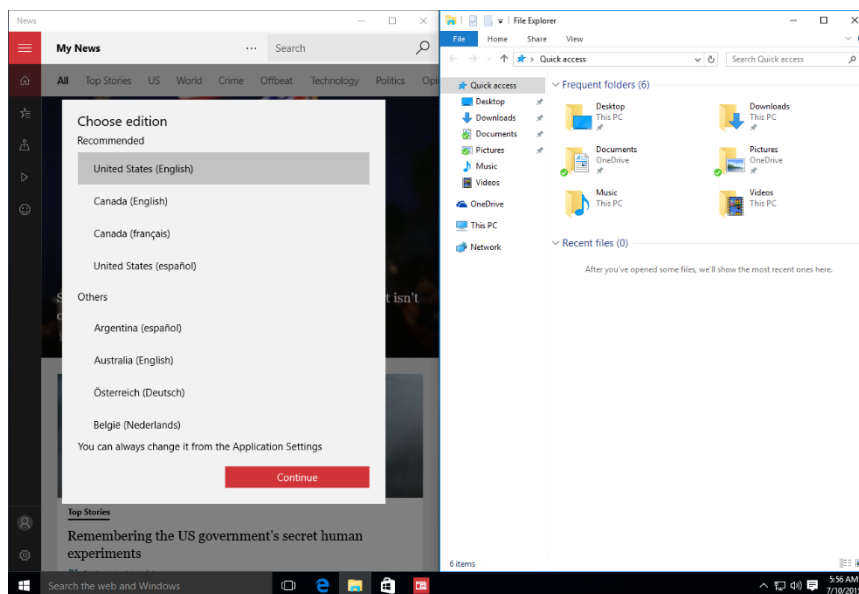 News
My News
Search
All Top Stories US World Crime Offbeat Technology Politics Opi
Choose edition
Recommended
United States (English)
Canada (English)
Canada (français)
United States (español)
Others
Argentina (español)
Australia (English)
Österreich (Deutsch)
België (Nederlands)
You can always change it from the Application Settings
Continue
t isn't
Top Stories
Remembering the US government's secret human
experiments
File Explorer
File Home Share View
Quick access
Search Quick access
Quick access
Desktop
Downloads
Documents
Pictures
Music
Videos
OneDrive
This PC
Network
Frequent folders (6)
Desktop
This PC
Downloads
This PC
Documents
OneDrive
Pictures
OneDrive
Music
This PC
Videos
This PC
Recent files (0)
After you've opened some files, we'll show the most recent ones here.
6 items
Search the web and Windows
5:56 AM
7/10/201